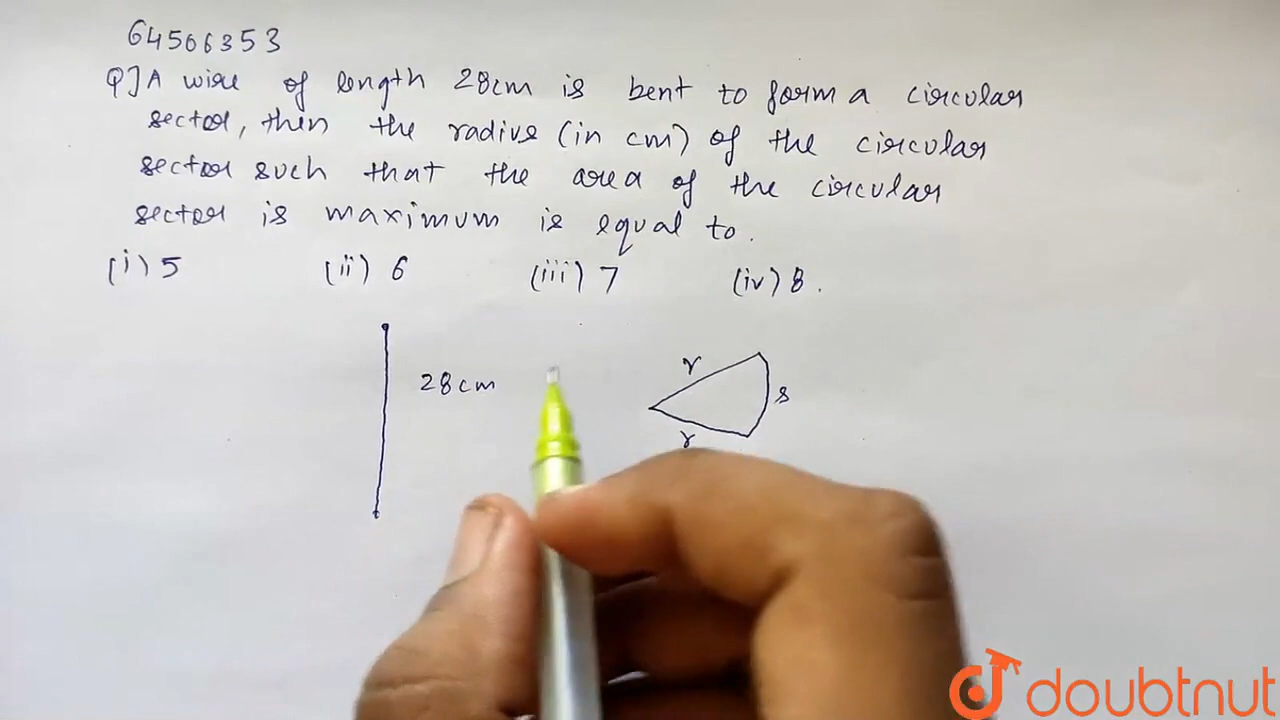 64506353
Q] A wire of length 28cm is bent to form a circular
sector, then the radius (in cm) of the circular
sector such that the area of the circular
sector is maximum is equal to.
(i) 5 (ii) 6 (iii) 7 (iv) 8.
28cm
r
s
r
doubtnut